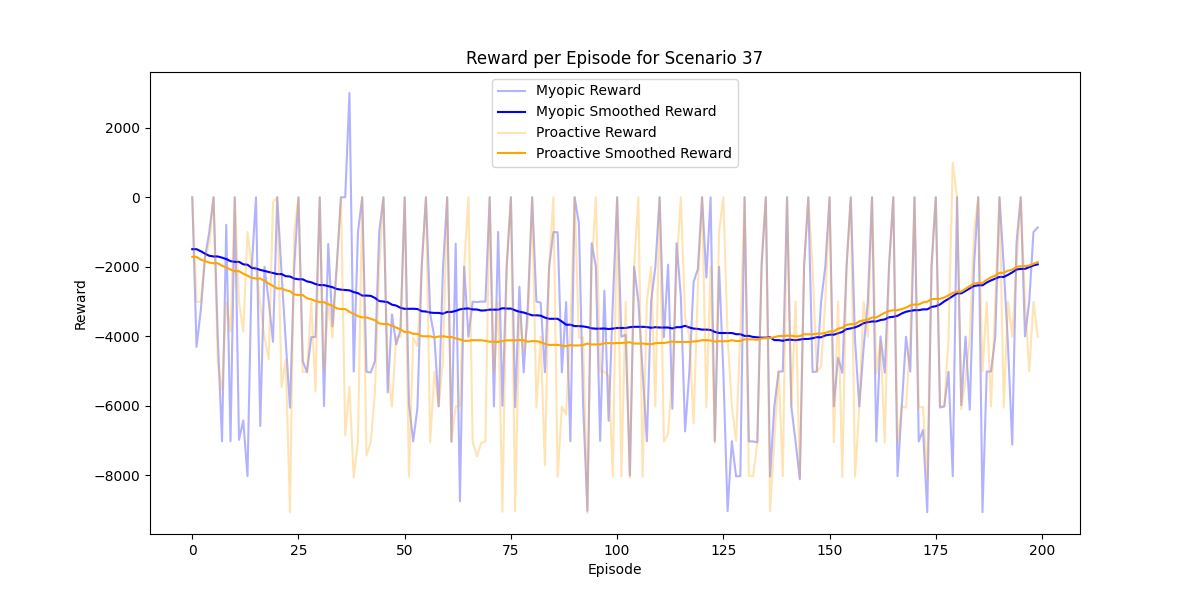 Reward per Episode for Scenario 37
Myopic Reward
Myopic Smoothed Reward
Proactive Reward
Proactive Smoothed Reward
2000
0
−2000
−4000
−6000
−8000
Reward
0 25 50 75 100 125 150 175 200
Episode